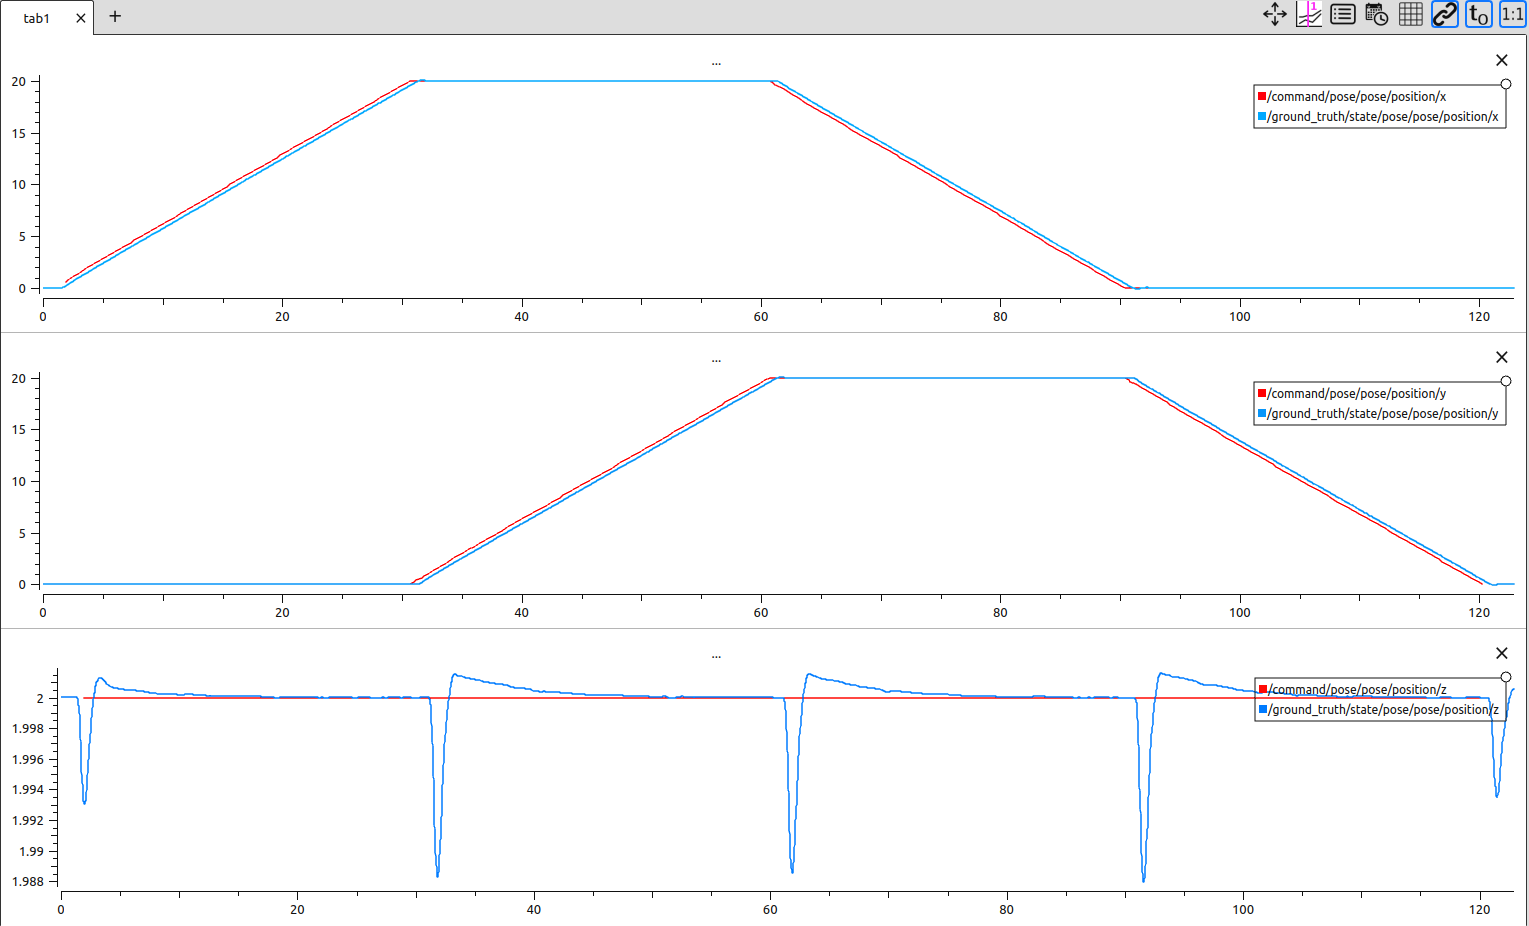 tab1
1
t0
1:1
...
20
15
10
5
0
/command/pose/pose/position/x
/ground_truth/state/pose/pose/position/x
0 20 40 60 80 100 120
...
20
15
10
5
0
/command/pose/pose/position/y
/ground_truth/state/pose/pose/position/y
0 20 40 60 80 100 120
...
2
1.998
1.996
1.994
1.992
1.99
1.988
/command/pose/pose/position/z
/ground_truth/state/pose/pose/position/z
0 20 40 60 80 100 120